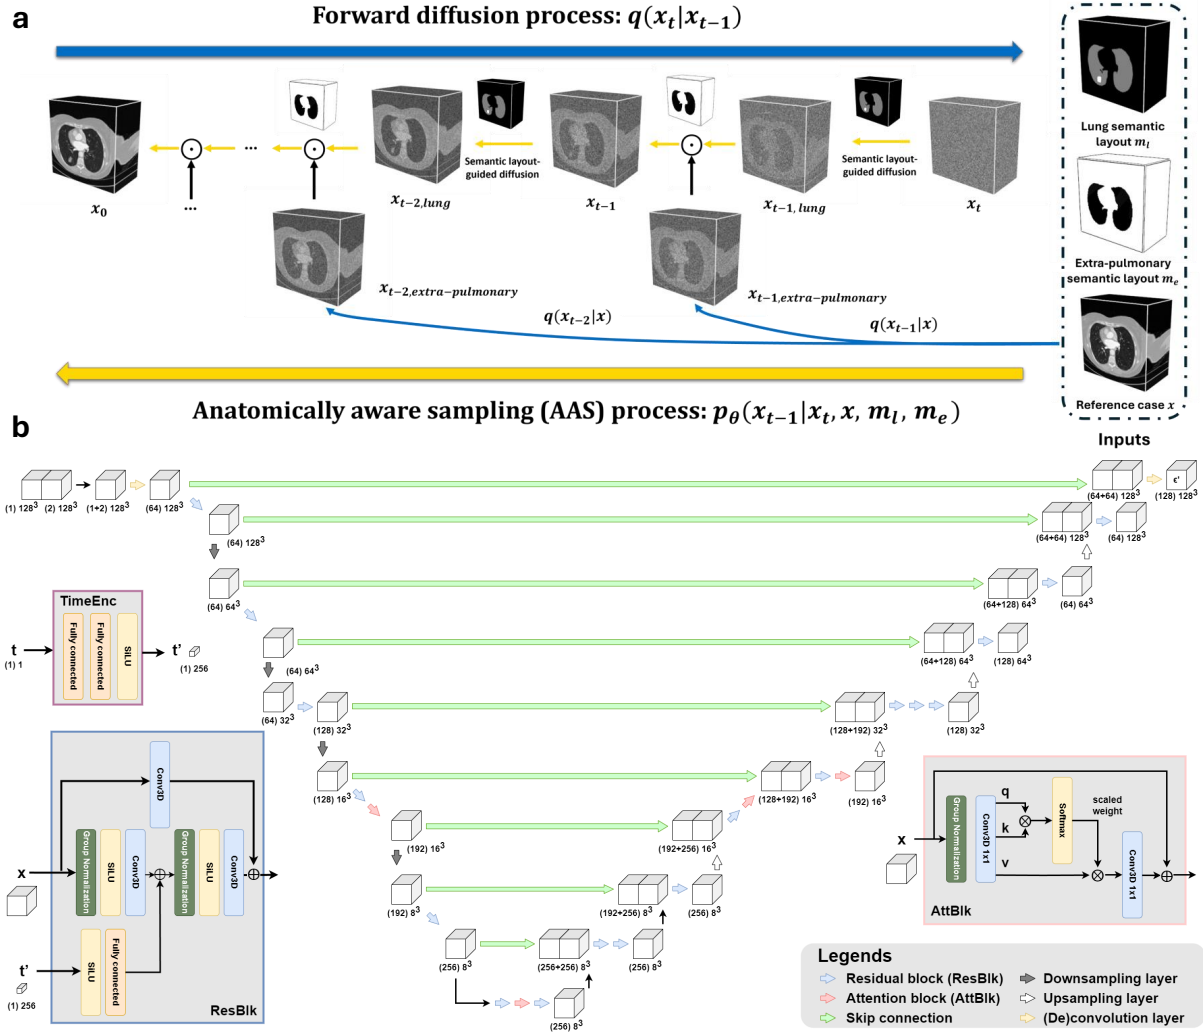 a
Forward diffusion process: q(x_t|x_{t−1})
Semantic layout-
guided diffusion
Semantic layout-
guided diffusion
x_0
...
...
x_{t−2,lung}
x_{t−1}
x_{t−1,lung}
x_t
x_{t−2,extra−pulmonary}
x_{t−1,extra−pulmonary}
q(x_{t−2}|x)
q(x_{t−1}|x)
Lung semantic
layout m_l
Extra-pulmonary
semantic layout m_e
Reference case x
Inputs
Anatomically aware sampling (AAS) process: p_θ(x_{t−1}|x_t, x, m_l, m_e)
b
(1) 128³ (2) 128³
(1+2) 128³
(64) 128³
(64+64) 128³
ϵ'
(128) 128³
(64) 128³
(64+64) 128³
(64) 128³
(64) 64³
(64+128) 64³
(64) 64³
(64) 64³
(64+128) 64³
(128) 64³
(64) 32³
(128) 32³
(128+192) 32³
(128) 32³
(128) 16³
(128+192) 16³
(192) 16³
(192) 16³
(192+256) 16³
(192) 8³
(192+256) 8³
(256) 8³
(256) 8³
(256+256) 8³
(256) 8³
(256) 8³
TimeEnc
t
(1) 1
Fully connected
Fully connected
SiLU
t'
(1) 256
Conv3D
x
Group Normalization
SiLU
Conv3D
Group Normalization
SiLU
Conv3D
t'
(1) 256
SiLU
Fully connected
ResBlk
x
Group Normalization
Conv3D 1x1
q
k
v
Softmax
scaled
weight
Conv3D 1x1
AttBlk
Legends
Residual block (ResBlk)
Attention block (AttBlk)
Skip connection
Downsampling layer
Upsampling layer
(De)convolution layer